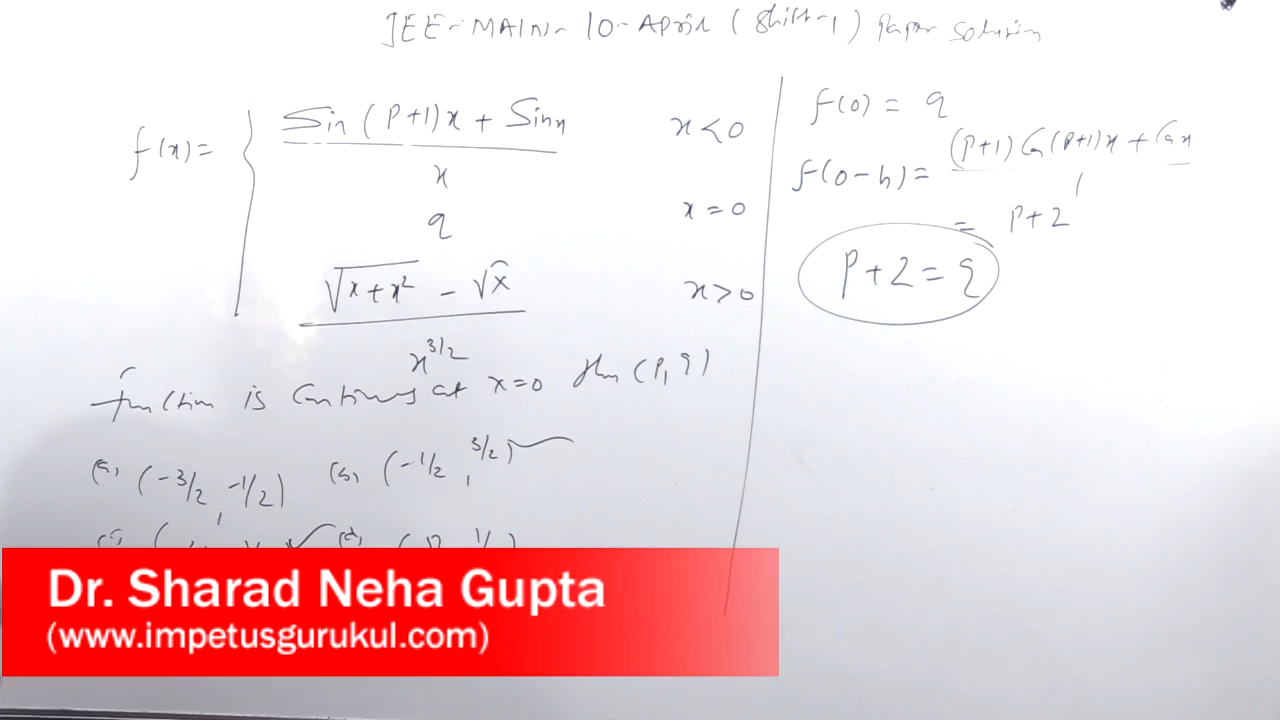 JEE-MAIN-10-April (Shift-1) Paper Solution
f(x) = { Sin (P+1)x + Sinx / x x<0
q x=0
√x+x² - √x / x^3/2 x>0
function is Continuous at x=0 then (P,q)
(a) (-3/2, -1/2) (b) (-1/2, 3/2)
(c) (d)
f(0) = q
f(0-h) = (P+1) Cos (P+1)x + Cosx / 1
= P+2
P+2 = q
Dr. Sharad Neha Gupta
(www.impetusgurukul.com)